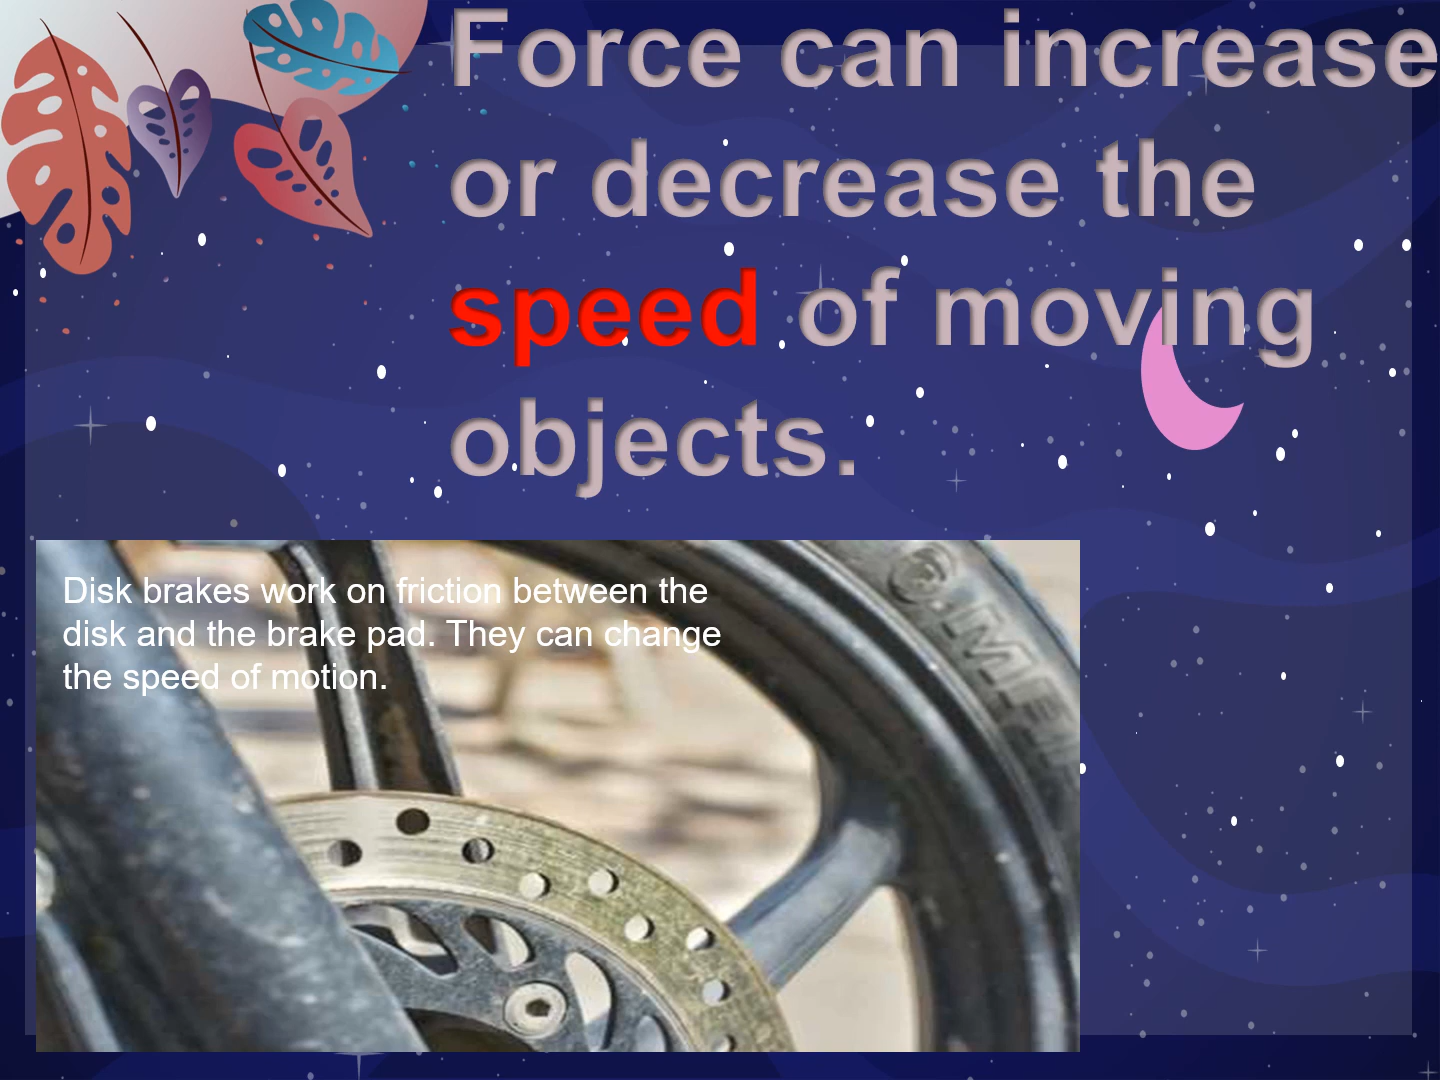 Force can increase
or decrease the
speed of moving
objects.
Disk brakes work on friction between the
disk and the brake pad. They can change
the speed of motion.